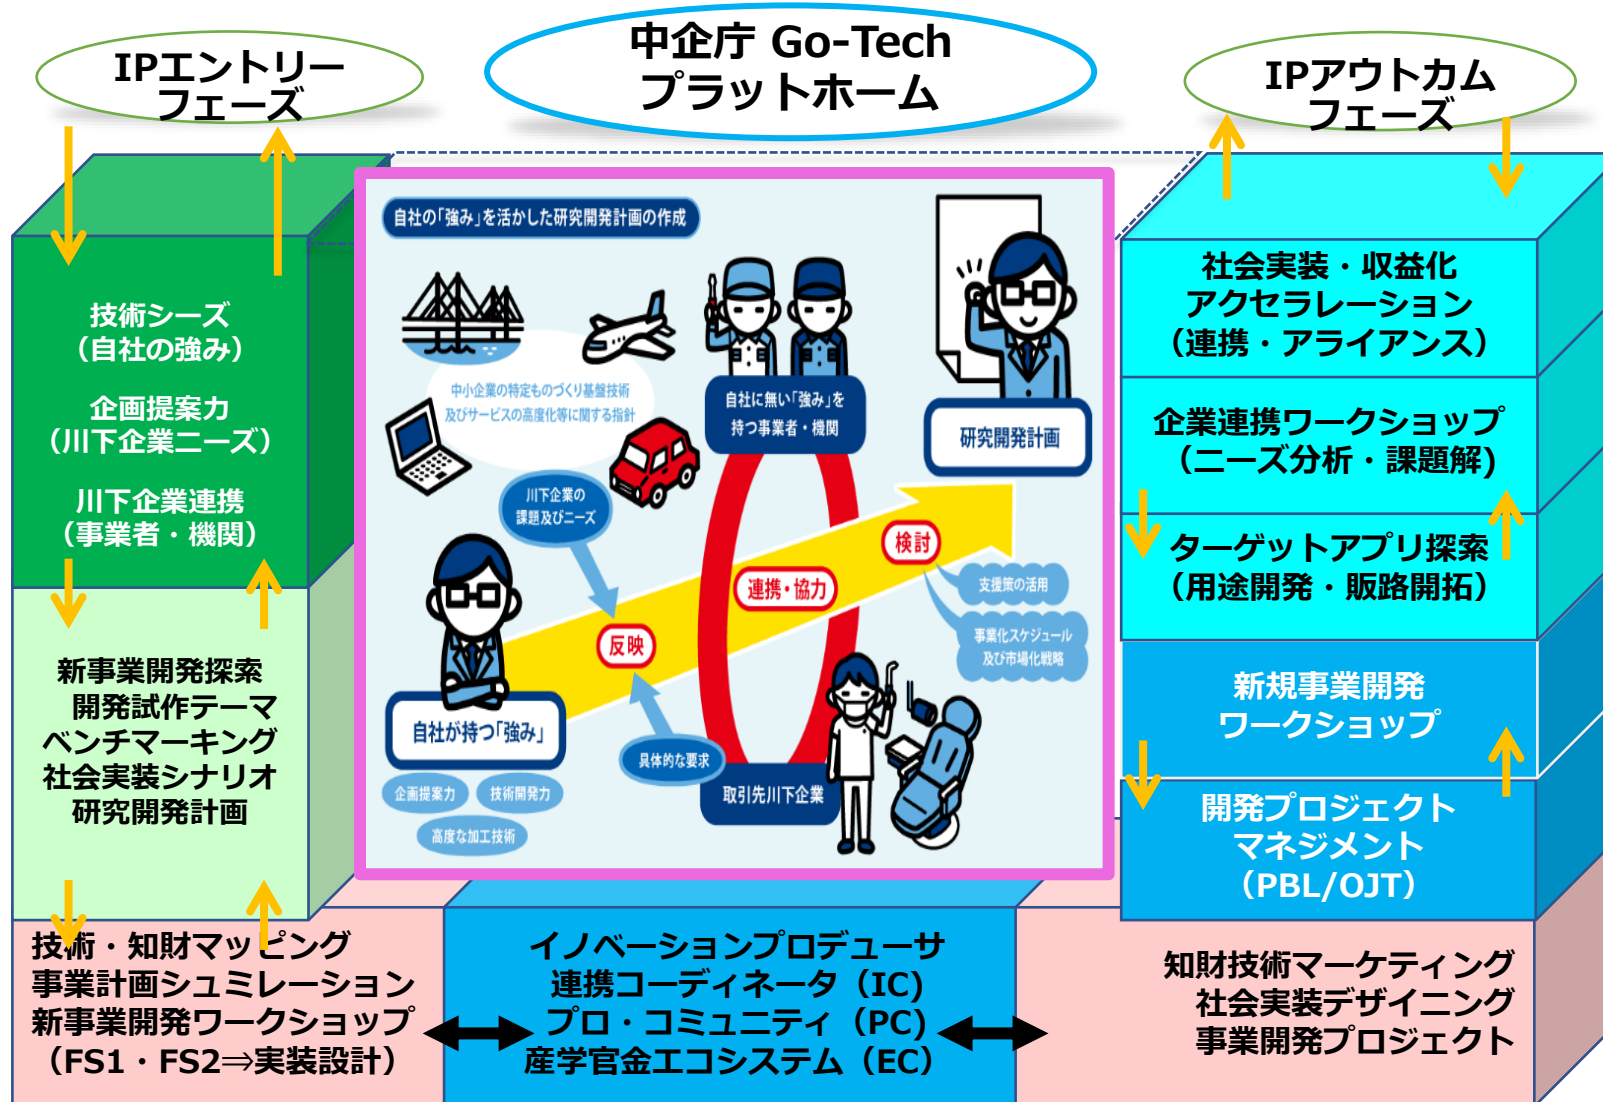 IPエントリー
フェーズ
中企庁 Go-Tech
プラットホーム
IPアウトカム
フェーズ
技術シーズ
（自社の強み）
企画提案力
（川下企業ニーズ）
川下企業連携
（事業者・機関）
新事業開発探索
開発試作テーマ
ベンチマーキング
社会実装シナリオ
研究開発計画
自社の「強み」を活かした研究開発計画の作成
中小企業の特定ものづくり基盤技術
及びサービスの高度化等に関する指針
自社に無い「強み」を
持つ事業者・機関
研究開発計画
川下企業の
課題及びニーズ
検討
連携・協力
支援策の活用
反映
事業化スケジュール
及び市場化戦略
自社が持つ「強み」
具体的な要求
企画提案力
技術開発力
取引先川下企業
高度な加工技術
社会実装・収益化
アクセラレーション
（連携・アライアンス）
企業連携ワークショップ
（ニーズ分析・課題解)
ターゲットアプリ探索
（用途開発・販路開拓）
新規事業開発
ワークショップ
開発プロジェクト
マネジメント
（PBL/OJT）
技術・知財マッピング
事業計画シュミレーション
新事業開発ワークショップ
（FS1・FS2⇒実装設計）
イノベーションプロデューサ
連携コーディネータ（IC)
プロ・コミュニティ（PC)
産学官金エコシステム（EC）
知財技術マーケティング
社会実装デザイニング
事業開発プロジェクト